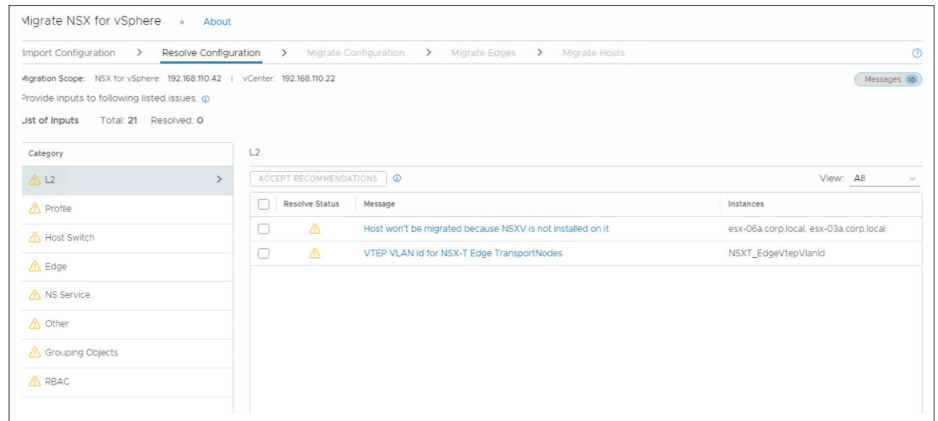 Migrate NSX for vSphere About
Import Configuration > Resolve Configuration > Migrate Configuration > Migrate Edges > Migrate Hosts
Migration Scope: NSX for vSphere: 192.168.110.42 | vCenter: 192.168.110.22
Messages 10
Provide inputs to following listed issues.
List of Inputs Total: 21 Resolved: 0
Category
L2
Profile
Host Switch
Edge
NS Service
Other
Grouping Objects
RBAC
L2
ACCEPT RECOMMENDATIONS View: All
Resolve Status Message Instances
Host won't be migrated because NSXV is not installed on it esx-06a.corp.local, esx-03a.corp.local
VTEP VLAN Id for NSX-T Edge TransportNodes NSXT_EdgeVtepVlanId